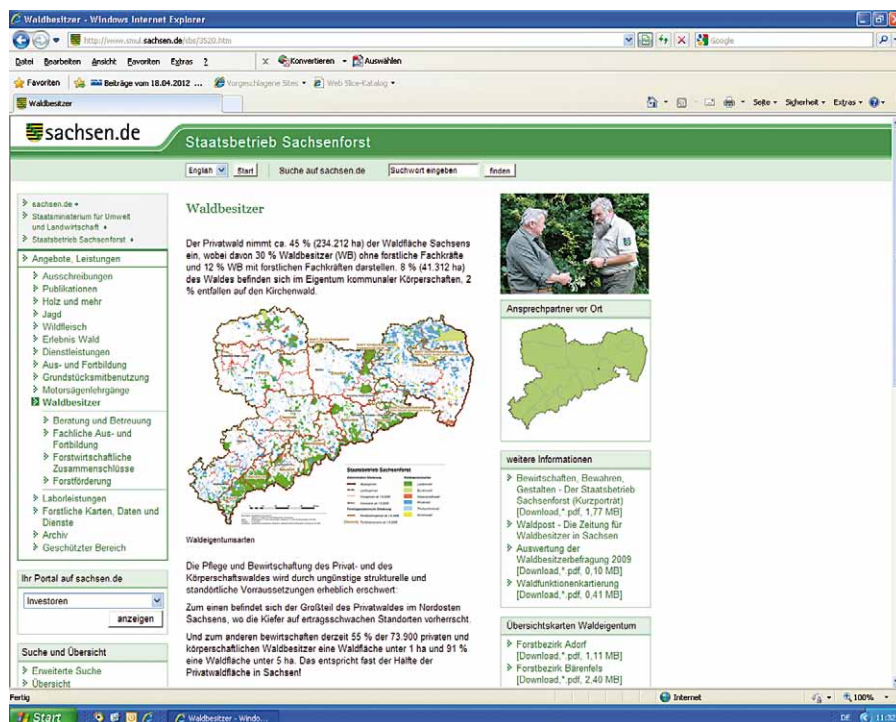 Waldbesitzer - Windows Internet Explorer
http://www.smul.sachsen.de/sbs/3520.htm
Google
Datei Bearbeiten Ansicht Favoriten Extras ?
x Konvertieren Auswählen
Favoriten Beiträge vom 18.04.2012 ... Vorgeschlagene Sites Web Slice-Katalog
Waldbesitzer
Seite Sicherheit Extras
sachsen.de
Staatsbetrieb Sachsenforst
English Start Suche auf sachsen.de Suchwort eingeben finden
sachsen.de
Staatsministerium für Umwelt
und Landwirtschaft
Staatsbetrieb Sachsenforst
Angebote, Leistungen
Ausschreibungen
Publikationen
Holz und mehr
Jagd
Wildfleisch
Erlebnis Wald
Dienstleistungen
Aus- und Fortbildung
Grundstücksmitbenutzung
Motorsägenlehrgänge
Waldbesitzer
Beratung und Betreuung
Fachliche Aus- und
Fortbildung
Forstwirtschaftliche
Zusammenschlüsse
Forstförderung
Laborleistungen
Forstliche Karten, Daten und
Dienste
Archiv
Geschützter Bereich
Ihr Portal auf sachsen.de
Investoren
anzeigen
Suche und Übersicht
Erweiterte Suche
Übersicht
Waldbesitzer
Der Privatwald nimmt ca. 45 % (234.212 ha) der Waldfläche Sachsens
ein, wobei davon 30 % Waldbesitzer (WB) ohne forstliche Fachkräfte
und 12 % WB mit forstlichen Fachkräften darstellen. 8 % (41.312 ha)
des Waldes befinden sich im Eigentum kommunaler Körperschaften, 2
% entfallen auf den Kirchenwald.
Staatsbetrieb Sachsenforst
Waldeigentumsarten
Die Pflege und Bewirtschaftung des Privat- und des
Körperschaftswaldes wird durch ungünstige strukturelle und
standörtliche Vorraussetzungen erheblich erschwert:
Zum einen befindet sich der Großteil des Privatwaldes im Nordosten
Sachsens, wo die Kiefer auf ertragsschwachen Standorten vorherrscht.
Und zum anderen bewirtschaften derzeit 55 % der 73.900 privaten und
körperschaftlichen Waldbesitzer eine Waldfläche unter 1 ha und 91 %
eine Waldfläche unter 5 ha. Das entspricht fast der Hälfte der
Privatwaldfläche in Sachsen!
Ansprechpartner vor Ort
weitere Informationen
Bewirtschaften, Bewahren,
Gestalten - Der Staatsbetrieb
Sachsenforst (Kurzporträt)
[Download,*.pdf, 1,77 MB]
Waldpost - Die Zeitung für
Waldbesitzer in Sachsen
Auswertung der
Waldbesitzerbefragung 2009
[Download,*.pdf, 0,10 MB]
Waldfunktionenkartierung
[Download,*.pdf, 0,41 MB]
Übersichtskarten Waldeigentum
Forstbezirk Adorf
[Download,*.pdf, 1,11 MB]
Forstbezirk Bärenfels
[Download,*.pdf, 2,40 MB]
Fertig Internet 100%
Start Waldbesitzer - Windo... DE